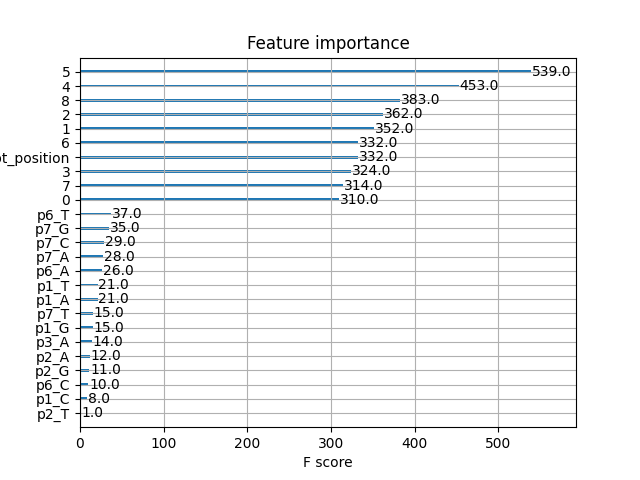 Feature importance
5 539.0
4 453.0
8 383.0
2 362.0
1 352.0
6 332.0
ot_position 332.0
3 324.0
7 314.0
0 310.0
p6_T 37.0
p7_G 35.0
p7_C 29.0
p7_A 28.0
p6_A 26.0
p1_T 21.0
p1_A 21.0
p7_T 15.0
p1_G 15.0
p3_A 14.0
p2_A 12.0
p2_G 11.0
p6_C 10.0
p1_C 8.0
p2_T 1.0
0 100 200 300 400 500
F score